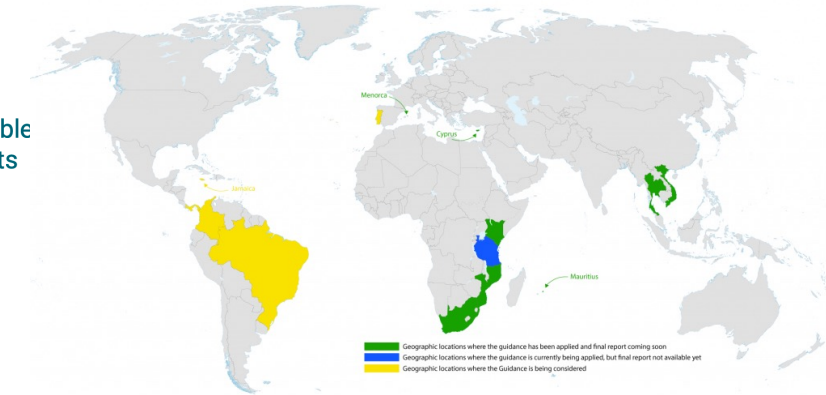 ble
ts
Menorca
Cyprus
Jamaica
Mauritius
Geographic locations where the guidance has been applied and final report coming soon
Geographic locations where the guidance is currently being applied, but final report not available yet
Geographic locations where the Guidance is being considered